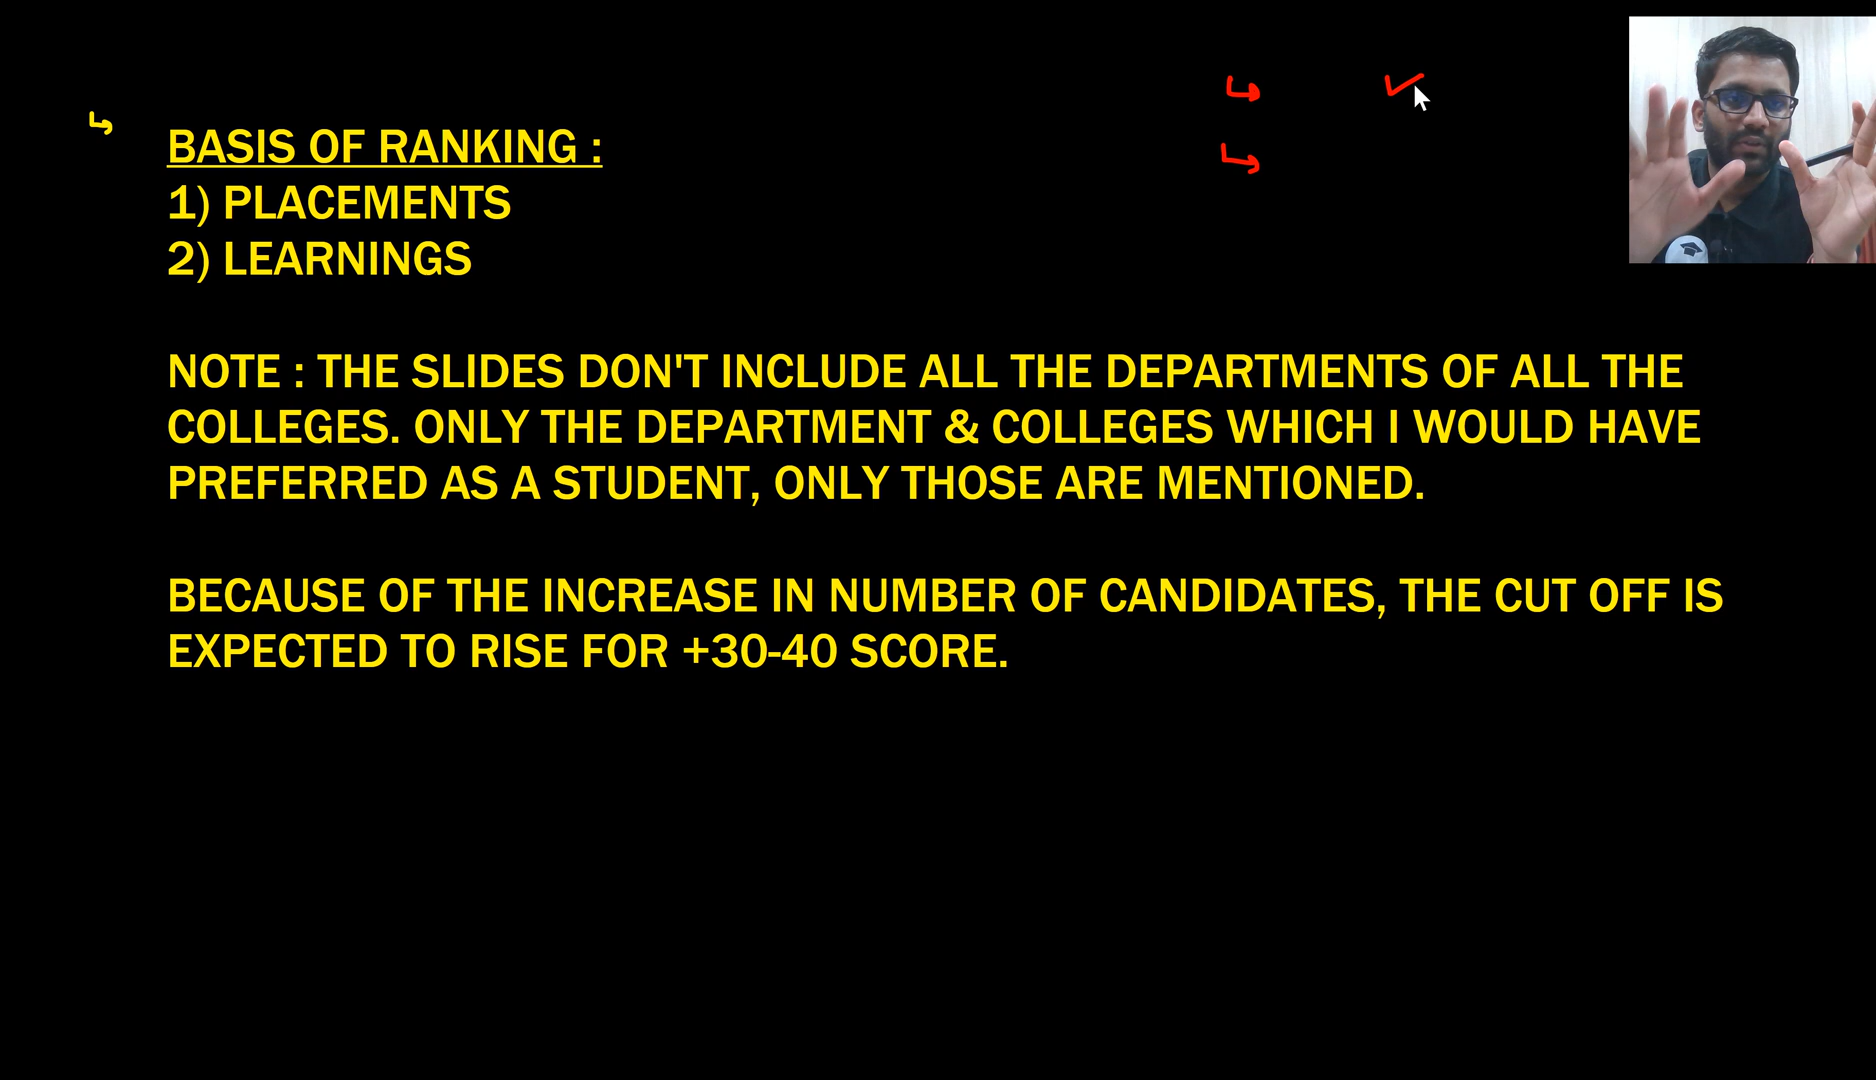 BASIS OF RANKING :
1) PLACEMENTS
2) LEARNINGS
NOTE : THE SLIDES DON'T INCLUDE ALL THE DEPARTMENTS OF ALL THE
COLLEGES. ONLY THE DEPARTMENT & COLLEGES WHICH I WOULD HAVE
PREFERRED AS A STUDENT, ONLY THOSE ARE MENTIONED.
BECAUSE OF THE INCREASE IN NUMBER OF CANDIDATES, THE CUT OFF IS
EXPECTED TO RISE FOR +30-40 SCORE.